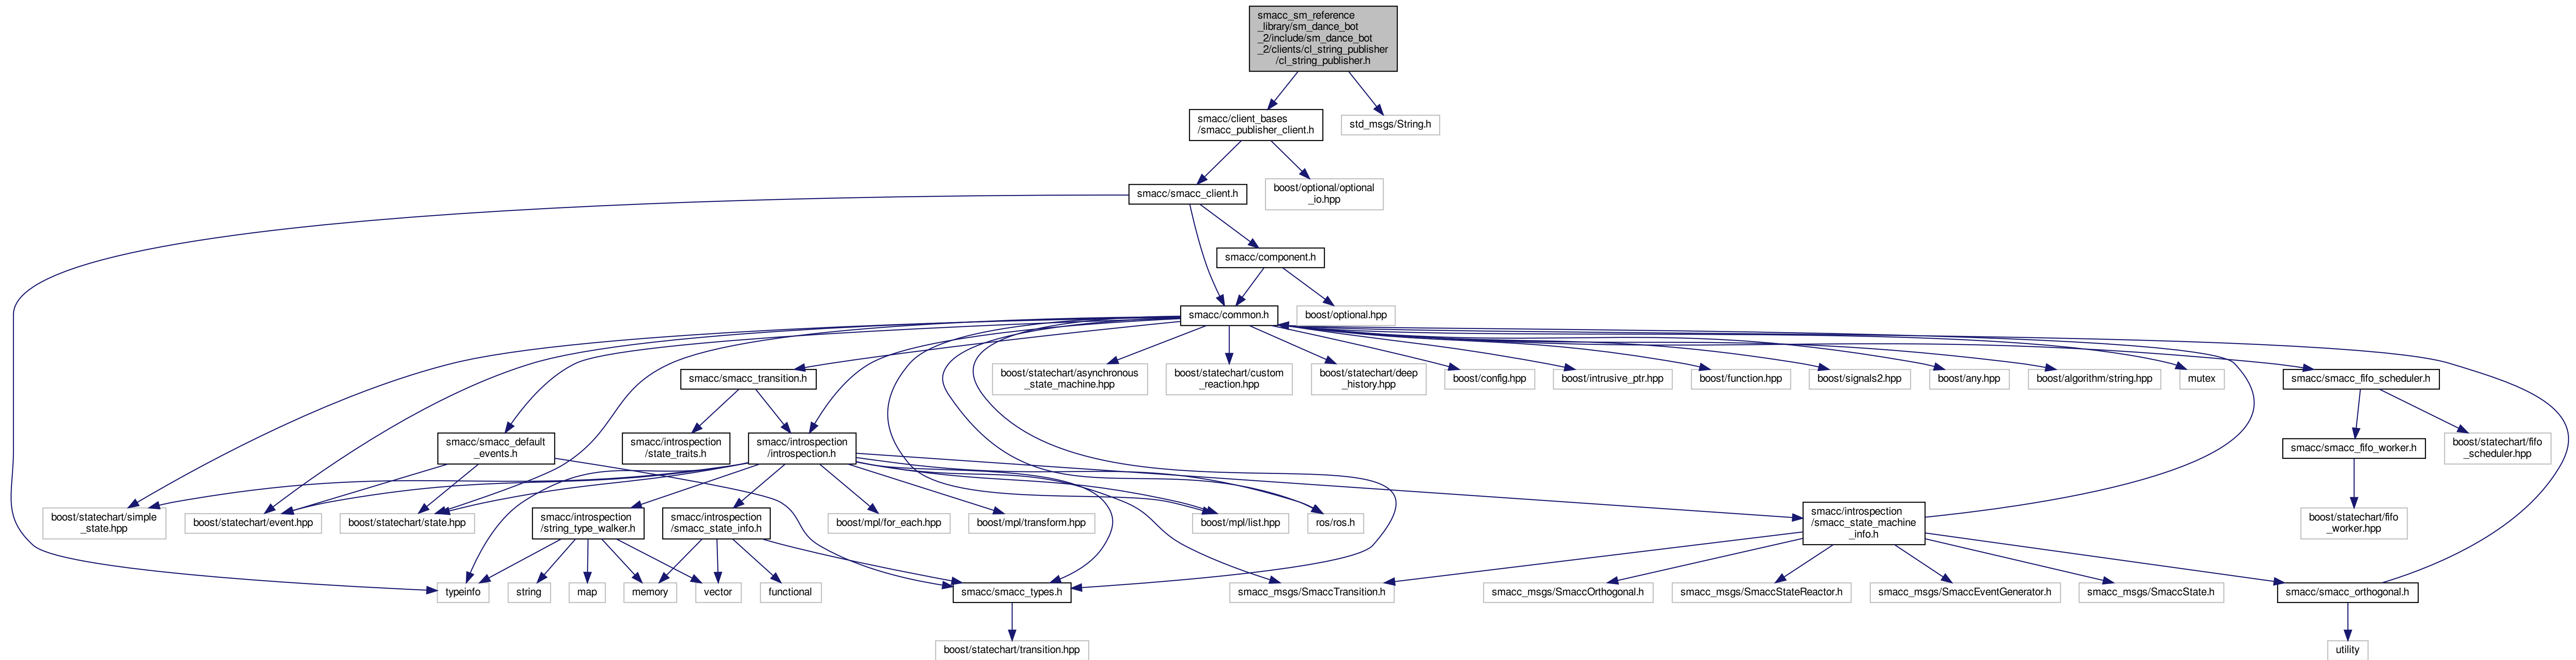 smacc_sm_reference
_library/sm_dance_bot
_2/include/sm_dance_bot
_2/clients/cl_string_publisher
/cl_string_publisher.h
smacc/client_bases
/smacc_publisher_client.h
std_msgs/String.h
smacc/smacc_client.h
boost/optional/optional
_io.hpp
smacc/component.h
smacc/common.h
boost/optional.hpp
smacc/smacc_transition.h
boost/statechart/asynchronous
_state_machine.hpp
boost/statechart/custom
_reaction.hpp
boost/statechart/deep
_history.hpp
boost/config.hpp
boost/intrusive_ptr.hpp
boost/function.hpp
boost/signals2.hpp
boost/any.hpp
boost/algorithm/string.hpp
mutex
smacc/smacc_fifo_scheduler.h
smacc/smacc_default
_events.h
smacc/introspection
/state_traits.h
smacc/introspection
/introspection.h
smacc/smacc_fifo_worker.h
boost/statechart/fifo
_scheduler.hpp
boost/statechart/simple
_state.hpp
boost/statechart/event.hpp
boost/statechart/state.hpp
smacc/introspection
/string_type_walker.h
smacc/introspection
/smacc_state_info.h
boost/mpl/for_each.hpp
boost/mpl/transform.hpp
boost/mpl/list.hpp
ros/ros.h
smacc/introspection
/smacc_state_machine
_info.h
boost/statechart/fifo
_worker.hpp
typeinfo
string
map
memory
vector
functional
smacc/smacc_types.h
smacc_msgs/SmaccTransition.h
smacc_msgs/SmaccOrthogonal.h
smacc_msgs/SmaccStateReactor.h
smacc_msgs/SmaccEventGenerator.h
smacc_msgs/SmaccState.h
smacc/smacc_orthogonal.h
boost/statechart/transition.hpp
utility